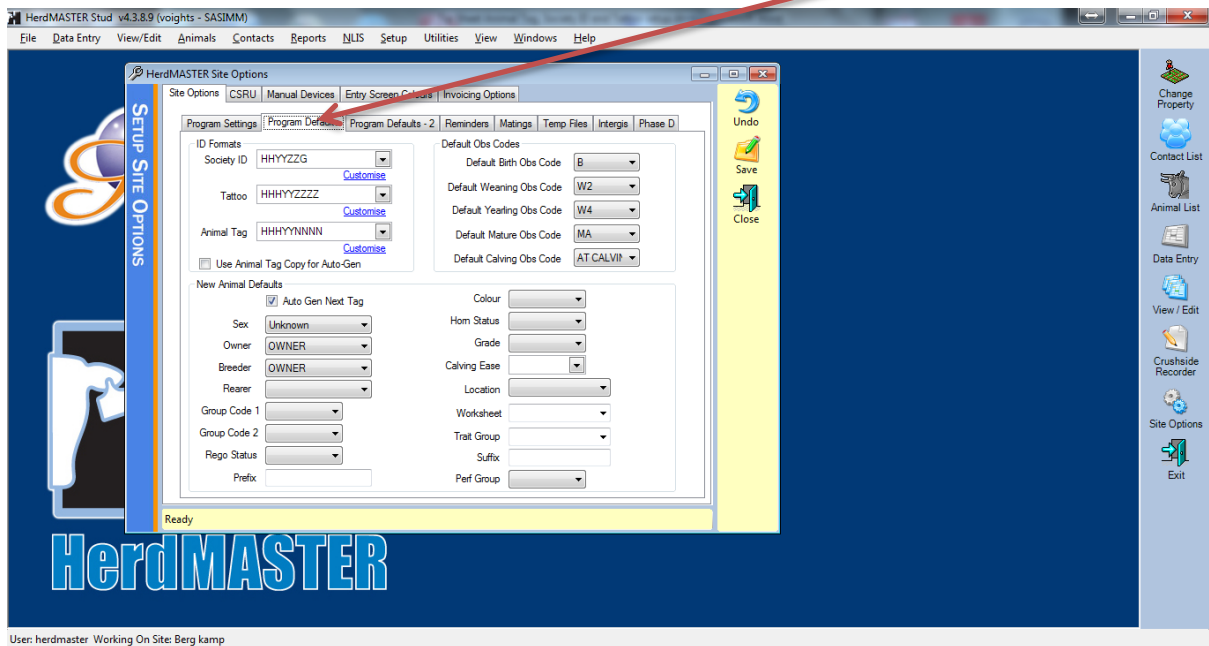 HerdMASTER Stud v4.3.8.9 (voights - SASIMM)
File Data Entry View/Edit Animals Contacts Reports NLIS Setup Utilities View Windows Help
HerdMASTER Site Options
Site Options CSRU Manual Devices Entry Screen Invoicing Options
Program Settings Program Program Defaults - 2 Reminders Matings Temp Files Intergis Phase D
SETUP SITE OPTIONS
ID Formats
Society ID HHYYZZG
Customise
Tattoo HHHYYZZZZ
Customise
Animal Tag HHHYYNNNN
Customise
Use Animal Tag Copy for Auto-Gen
Default Obs Codes
Default Birth Obs Code B
Default Weaning Obs Code W2
Default Yearling Obs Code W4
Default Mature Obs Code MA
Default Calving Obs Code AT CALVIN
New Animal Defaults
Auto Gen Next Tag
Sex Unknown
Owner OWNER
Breeder OWNER
Rearer
Group Code 1
Group Code 2
Rego Status
Prefix
Colour
Horn Status
Grade
Calving Ease
Location
Worksheet
Trait Group
Suffix
Perf Group
Undo
Save
Close
Ready
Change
Property
Contact List
Animal List
Data Entry
View / Edit
Crushside
Recorder
Site Options
Exit
HerdMASTER
User: herdmaster Working On Site: Berg kamp